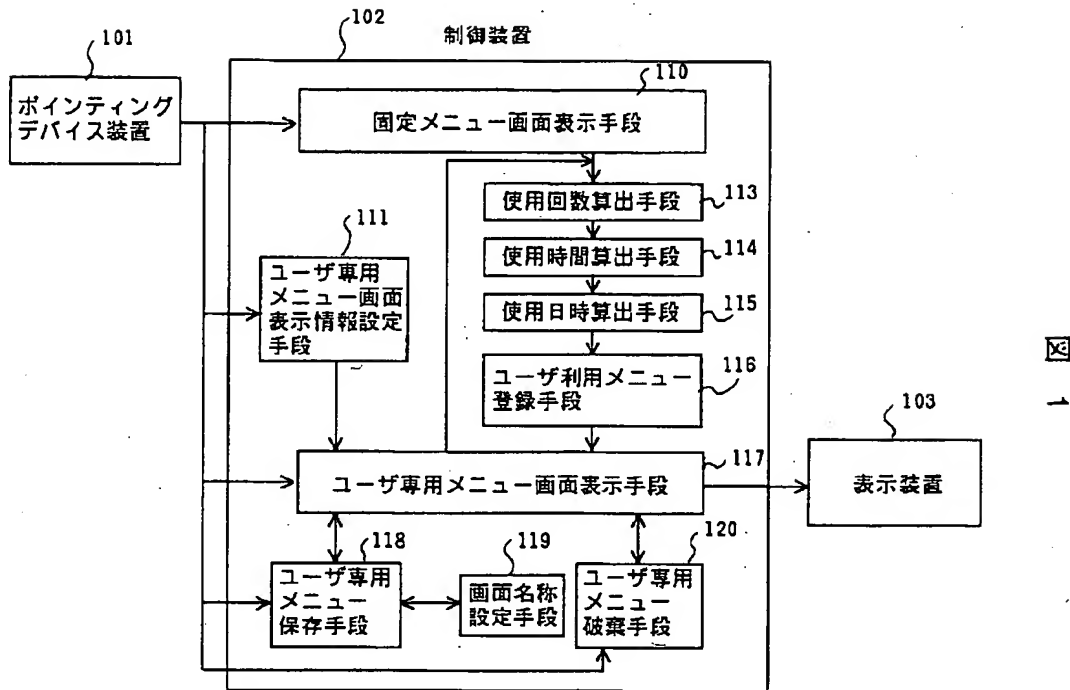 102
制御装置
101
ポインティング
デバイス装置
110
固定メニュー画面表示手段
使用回数算出手段
113
111
ユーザ専用
メニュー画面
表示情報設定
手段
使用時間算出手段
114
使用日時算出手段
115
ユーザ利用メニュー
登録手段
116
図1
103
表示装置
ユーザ専用メニュー画面表示手段
117
118
ユーザ専用
メニュー
保存手段
119
画面名称
設定手段
120
ユーザ専用
メニュー
破棄手段